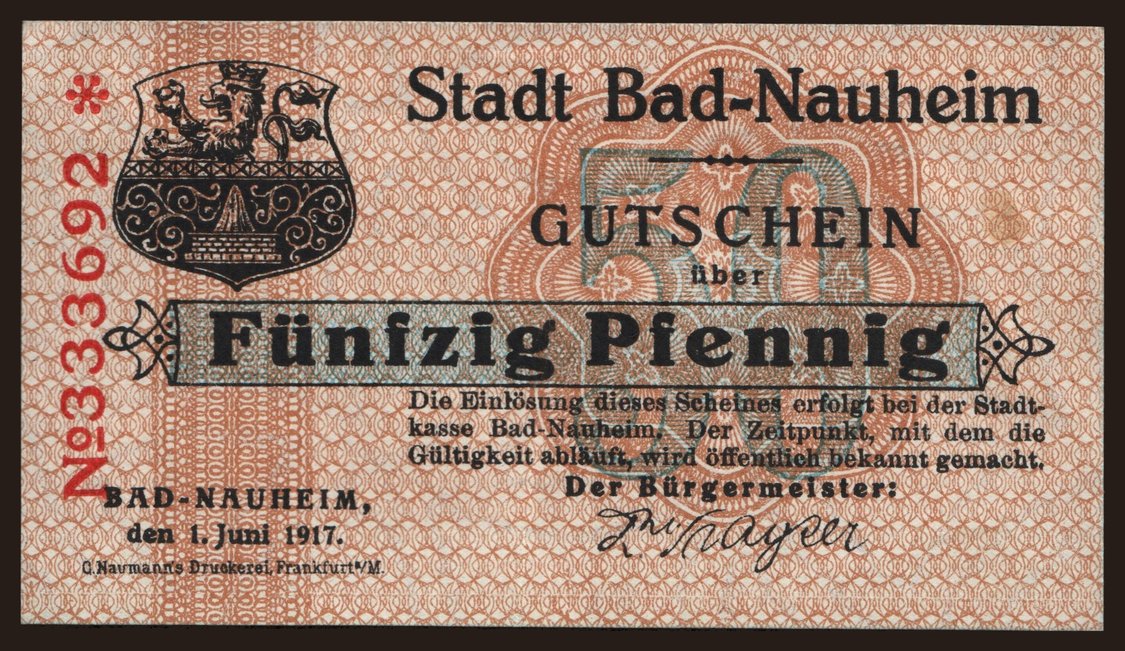 №333692 *
Stadt Bad-Nauheim
50
GUTSCHEIN
über
Fünfzig Pfennig
Die Einlösung dieses Scheines erfolgt bei der Stadt-
kasse Bad-Nauheim. Der Zeitpunkt, mit dem die
Gültigkeit abläuft, wird öffentlich bekannt gemacht.
Der Bürgermeister:
BAD-NAUHEIM,
den 1. Juni 1917.
C. Naumann's Druckerei, Frankfurt a/M.